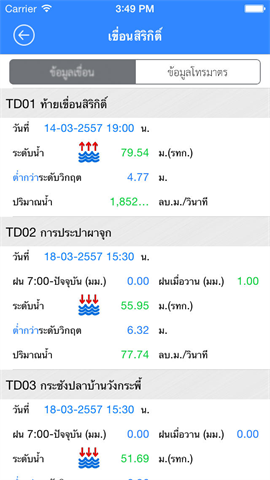 Carrier 3:49 PM
เขื่อนสิริกิติ์
ข้อมูลเขื่อน ข้อมูลโทรมาตร
TD01 ท้ายเขื่อนสิริกิติ์
วันที่ 14-03-2557 19:00 น.
ระดับน้ำ 79.54 ม.(รทก.)
ต่ำกว่าระดับวิกฤต 4.77 ม.
ปริมาณน้ำ 1,852... ลบ.ม./วินาที
TD02 การประปาผาจุก
วันที่ 18-03-2557 15:30 น.
ฝน 7:00-ปัจจุบัน (มม.) 0.00 ฝนเมื่อวาน (มม.) 1.00
ระดับน้ำ 55.95 ม.(รทก.)
ต่ำกว่าระดับวิกฤต 6.32 ม.
ปริมาณน้ำ 77.74 ลบ.ม./วินาที
TD03 กระชังปลาบ้านวังกระพี้
วันที่ 18-03-2557 15:30 น.
ฝน 7:00-ปัจจุบัน (มม.) 0.00 ฝนเมื่อวาน (มม.) 0.00
ระดับน้ำ 51.69 ม.(รทก.)